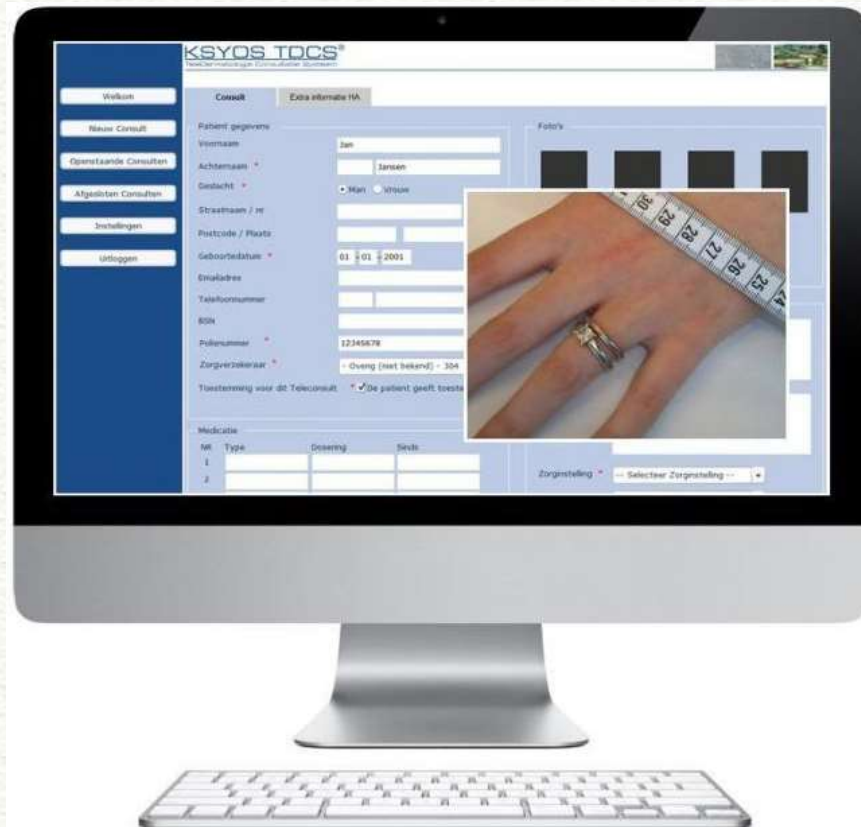 KSYOS TDCS®
TeleDermatologie Consultatie Systeem
Welkom
Nieuw Consult
Openstaande Consulten
Afgesloten Consulten
Instellingen
Uitloggen
Consult
Extra informatie HA
Patient gegevens
Voornaam
Jan
Achternaam *
Jansen
Geslacht *
Man
Vrouw
Straatnaam / nr
Postcode / Plaats
Geboortedatum *
01 - 01 - 2001
Emailadres
Telefoonnummer
BSN
Polisnummer *
12345678
Zorgverzekeraar *
- Overig (niet bekend) - 304
Toestemming voor dit Teleconsult *
De patient geeft toeste
Medicatie
NR Type Dosering Sinds
1
2
Foto's
30 29 28 27 26 25 24
Zorginstelling *
-- Selecteer Zorginstelling --